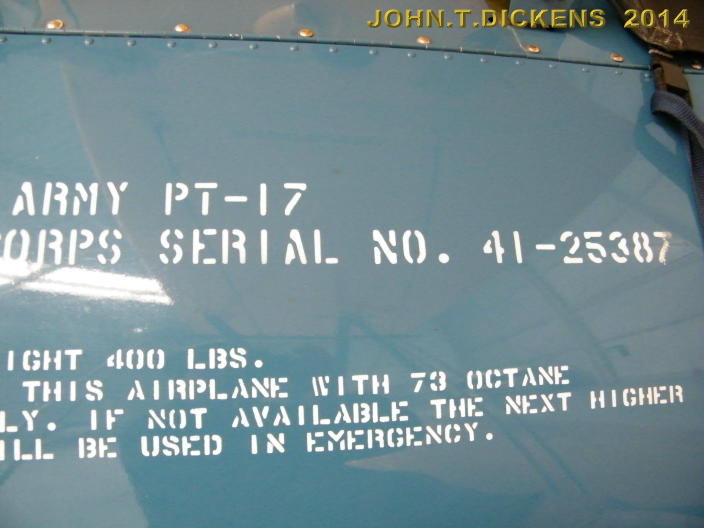 JOHN.T.DICKENS 2014
ARMY PT-17
CORPS SERIAL NO. 41-25387
IGHT 400 LBS.
THIS AIRPLANE WITH 73 OCTANE
LY. IF NOT AVAILABLE THE NEXT HIGHER
ILL BE USED IN EMERGENCY.